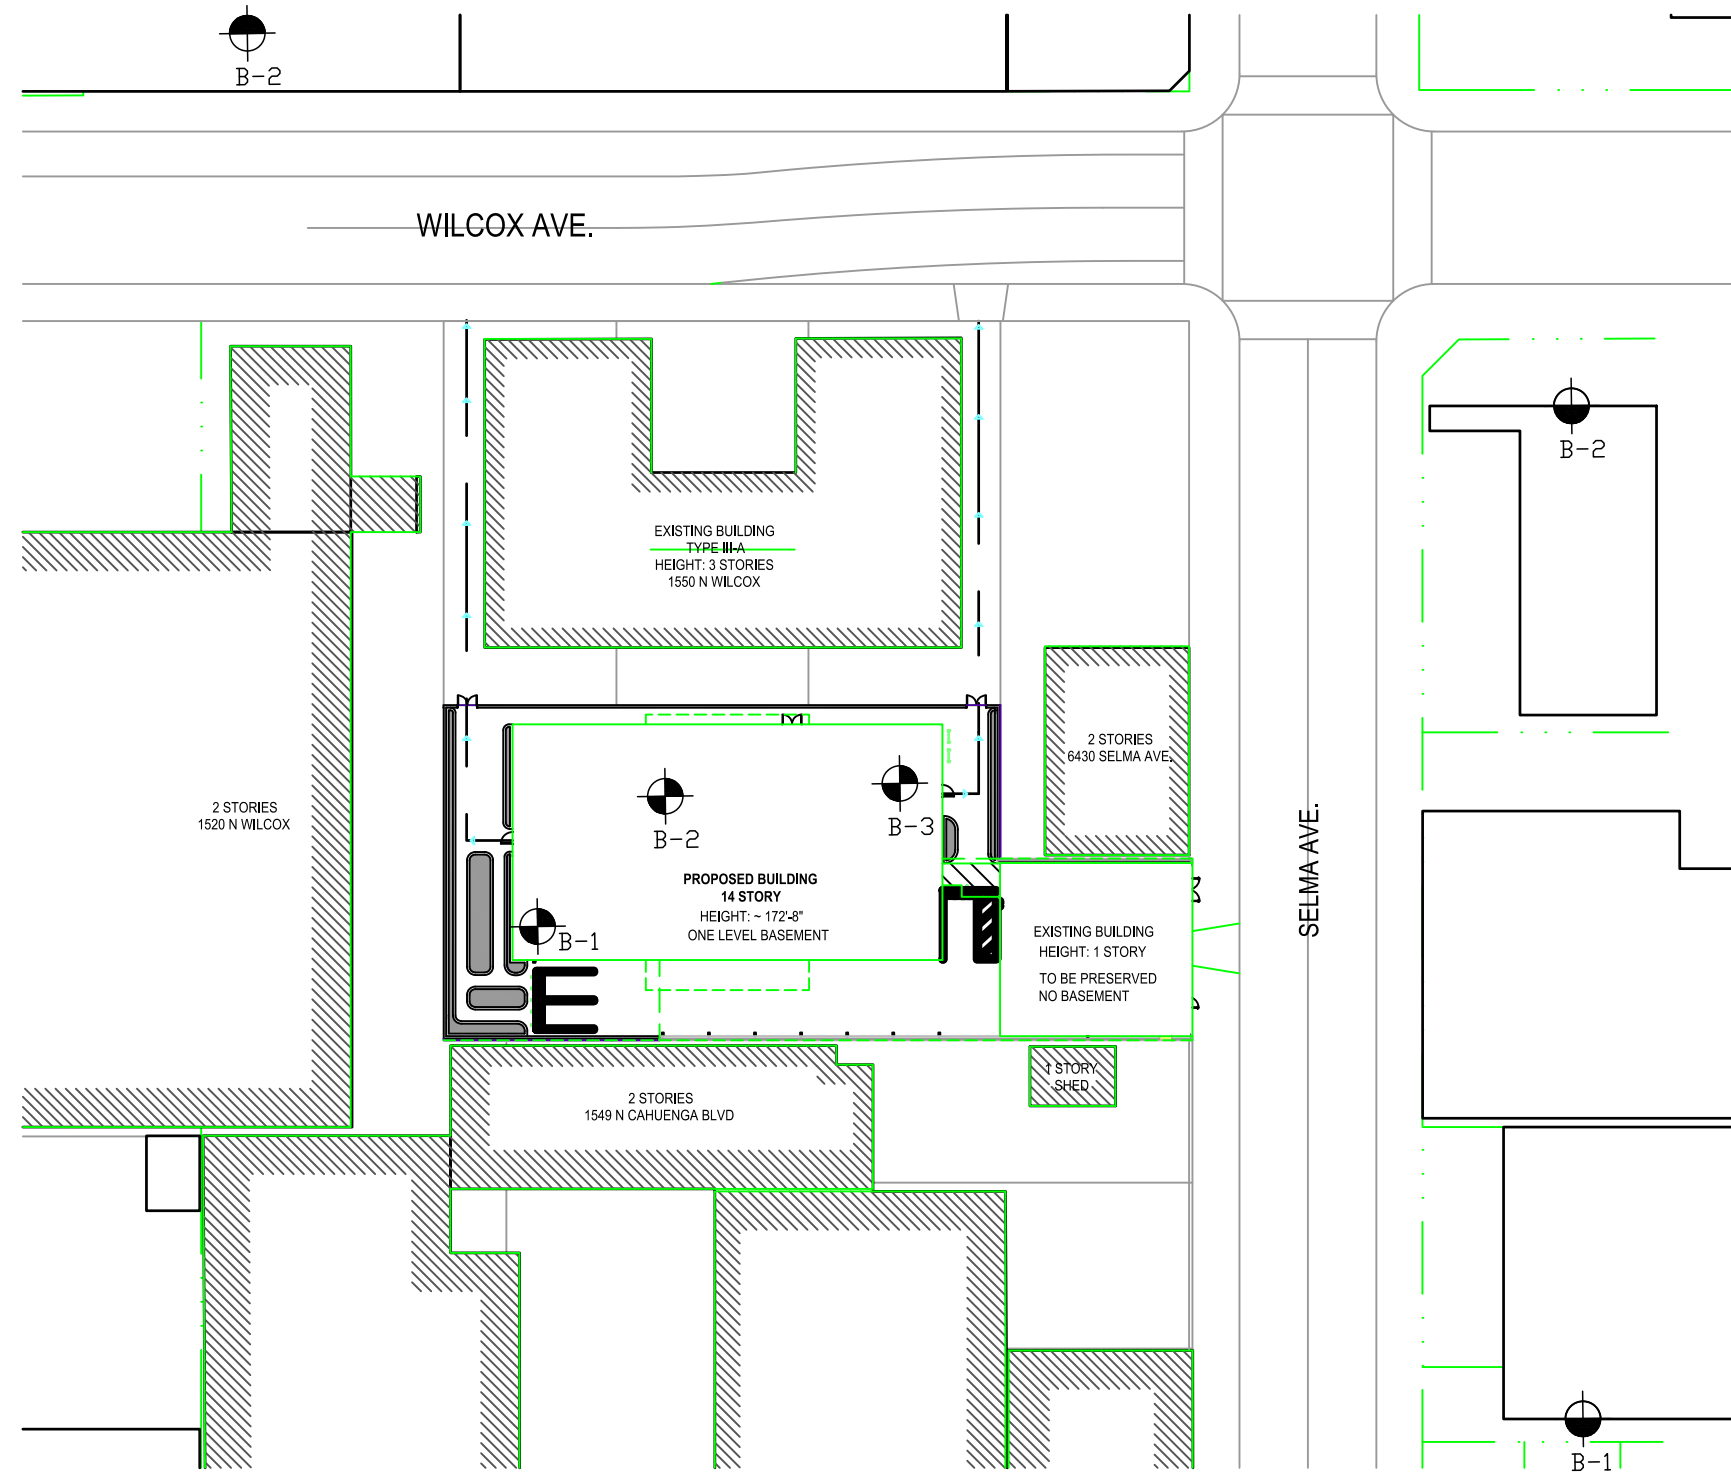 B-2
WILCOX AVE.
B-2
EXISTING BUILDING
TYPE III-A
HEIGHT: 3 STORIES
1550 N WILCOX
2 STORIES
6430 SELMA AVE.
2 STORIES
1520 N WILCOX
B-2
B-3
SELMA AVE.
PROPOSED BUILDING
14 STORY
HEIGHT: ~ 172'-8"
ONE LEVEL BASEMENT
B-1
EXISTING BUILDING
HEIGHT: 1 STORY
TO BE PRESERVED
NO BASEMENT
1 STORY
SHED
2 STORIES
1549 N CAHUENGA BLVD
B-1